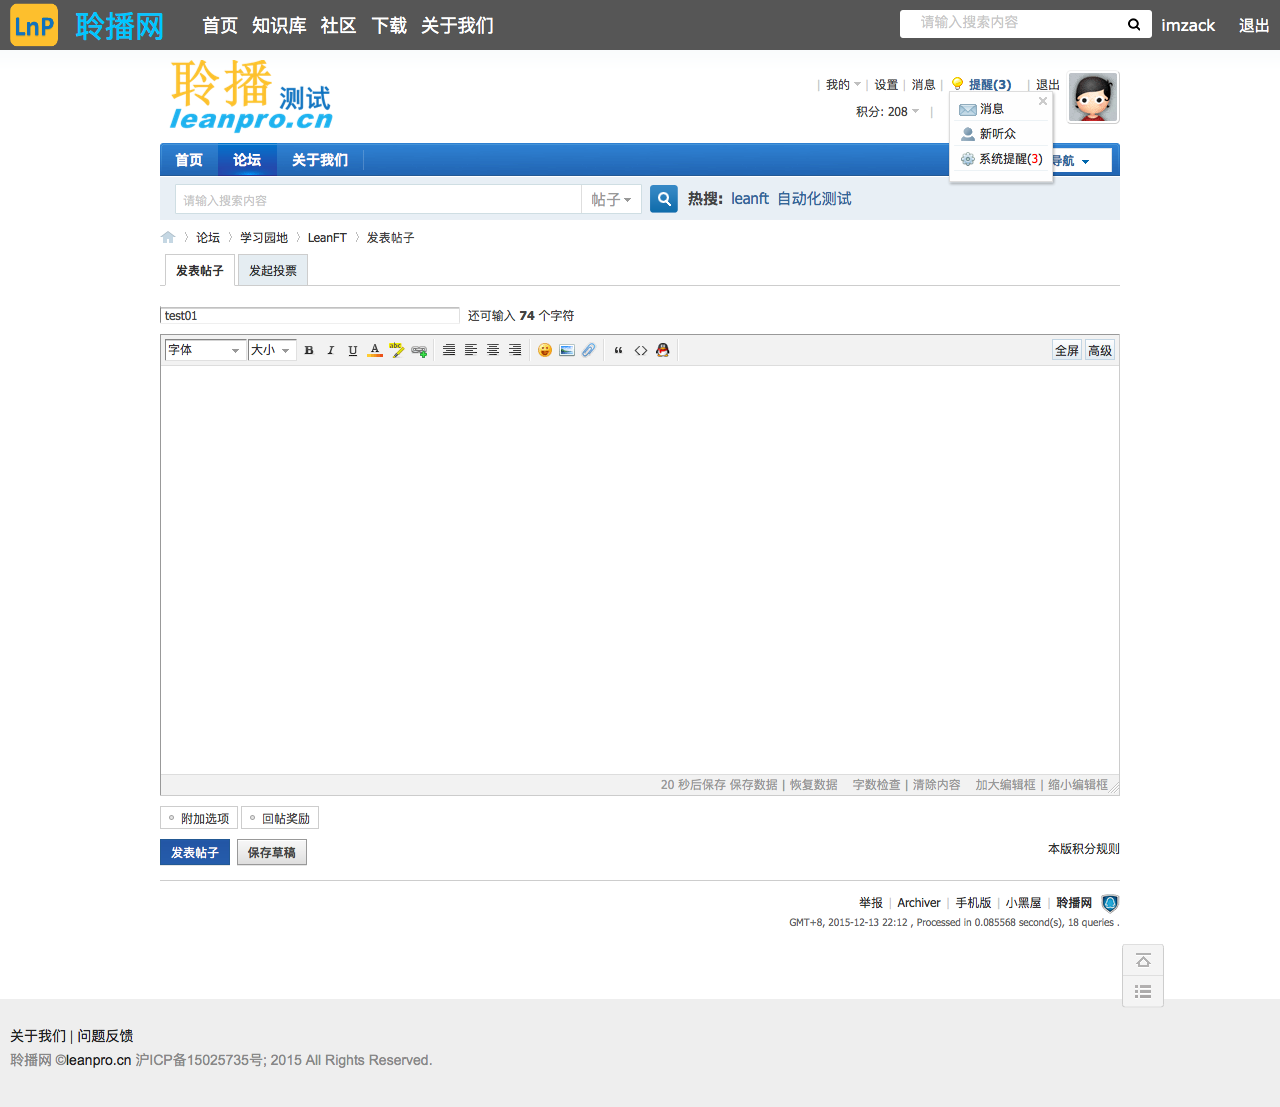 LnP 聆播网 首页 知识库 社区 下载 关于我们 请输入搜索内容 imzack 退出
聆播 测试
leanpro.cn
| 我的 | 设置 | 消息 | 提醒(3) | 退出
积分: 208 |
消息
新听众
系统提醒(3)
首页 论坛 关于我们 导航
请输入搜索内容 帖子 热搜: leanft 自动化测试
论坛 〉 学习园地 〉 LeanFT 〉 发表帖子
发表帖子 发起投票
test01 还可输入 74 个字符
字体 大小 B I U A abc “ <> 全屏 高级
20 秒后保存 保存数据 | 恢复数据 字数检查 | 清除内容 加大编辑框 | 缩小编辑框
附加选项 回帖奖励
发表帖子 保存草稿 本版积分规则
举报 | Archiver | 手机版 | 小黑屋 | 聆播网
GMT+8, 2015-12-13 22:12 , Processed in 0.085568 second(s), 18 queries .
关于我们 | 问题反馈
聆播网 ©leanpro.cn 沪ICP备15025735号; 2015 All Rights Reserved.